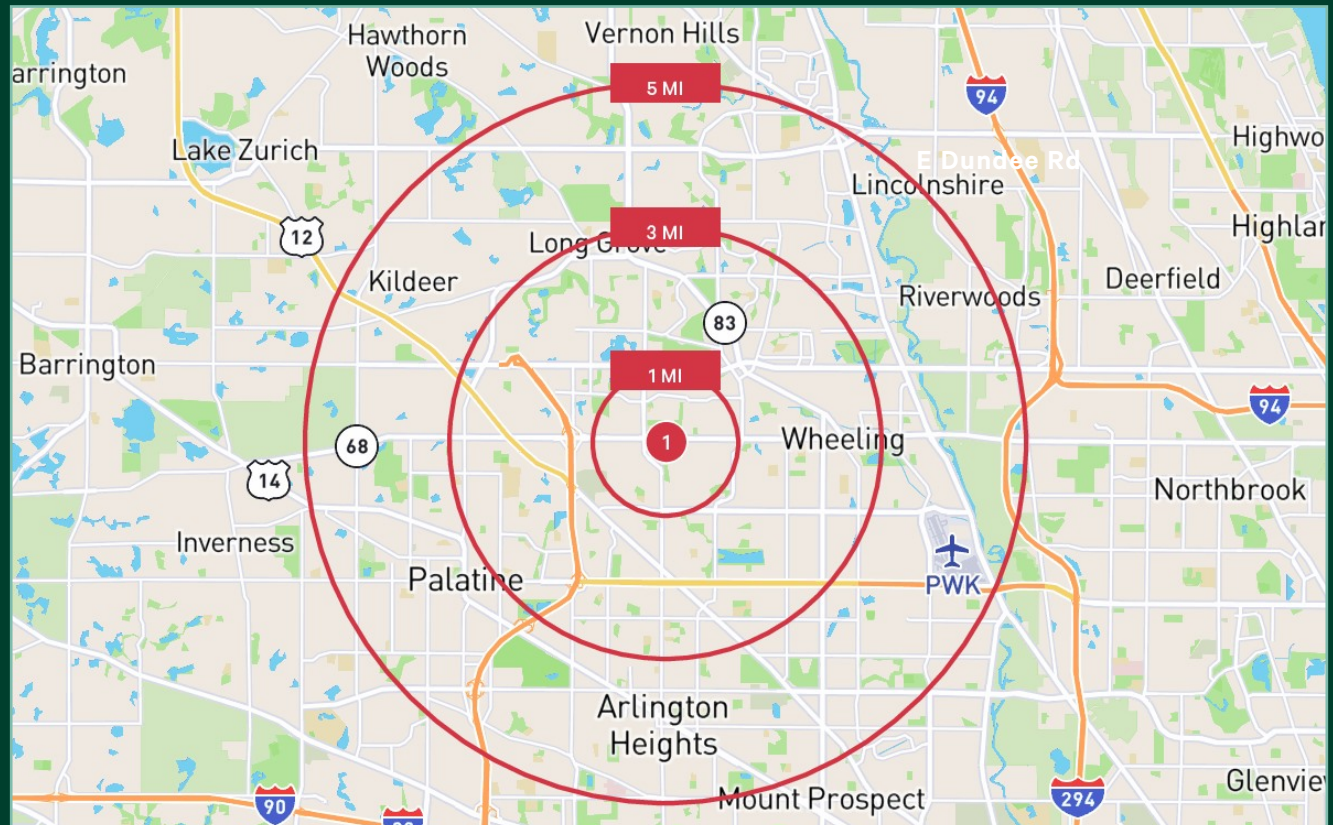 Hawthorn
Woods
Vernon Hills
arrington
5 MI
94
Lake Zurich
Highwo
E Dundee Rd
Lincolnshire
12
3 MI
Long Grove
Highlar
Kildeer
Riverwoods
Deerfield
83
Barrington
1 MI
94
68
1
Wheeling
14
Northbrook
Inverness
Palatine
PWK
Arlington
Heights
Mount Prospect
Glenvie
90
294